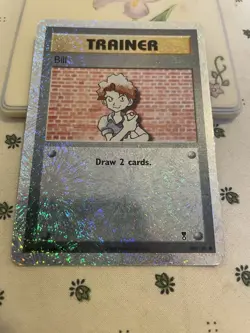 TRAINER
Bill
Draw 2 cards.